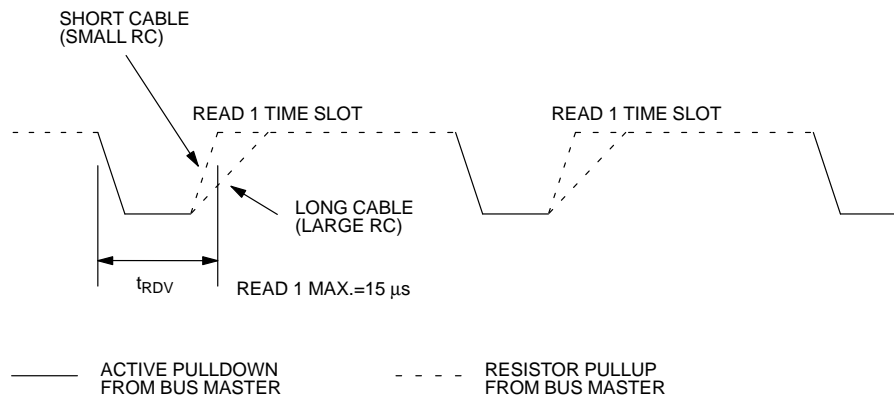 SHORT CABLE
(SMALL RC)
READ 1 TIME SLOT
READ 1 TIME SLOT
LONG CABLE
(LARGE RC)
tRDV
READ 1 MAX.=15 μs
ACTIVE PULLDOWN
FROM BUS MASTER
RESISTOR PULLUP
FROM BUS MASTER